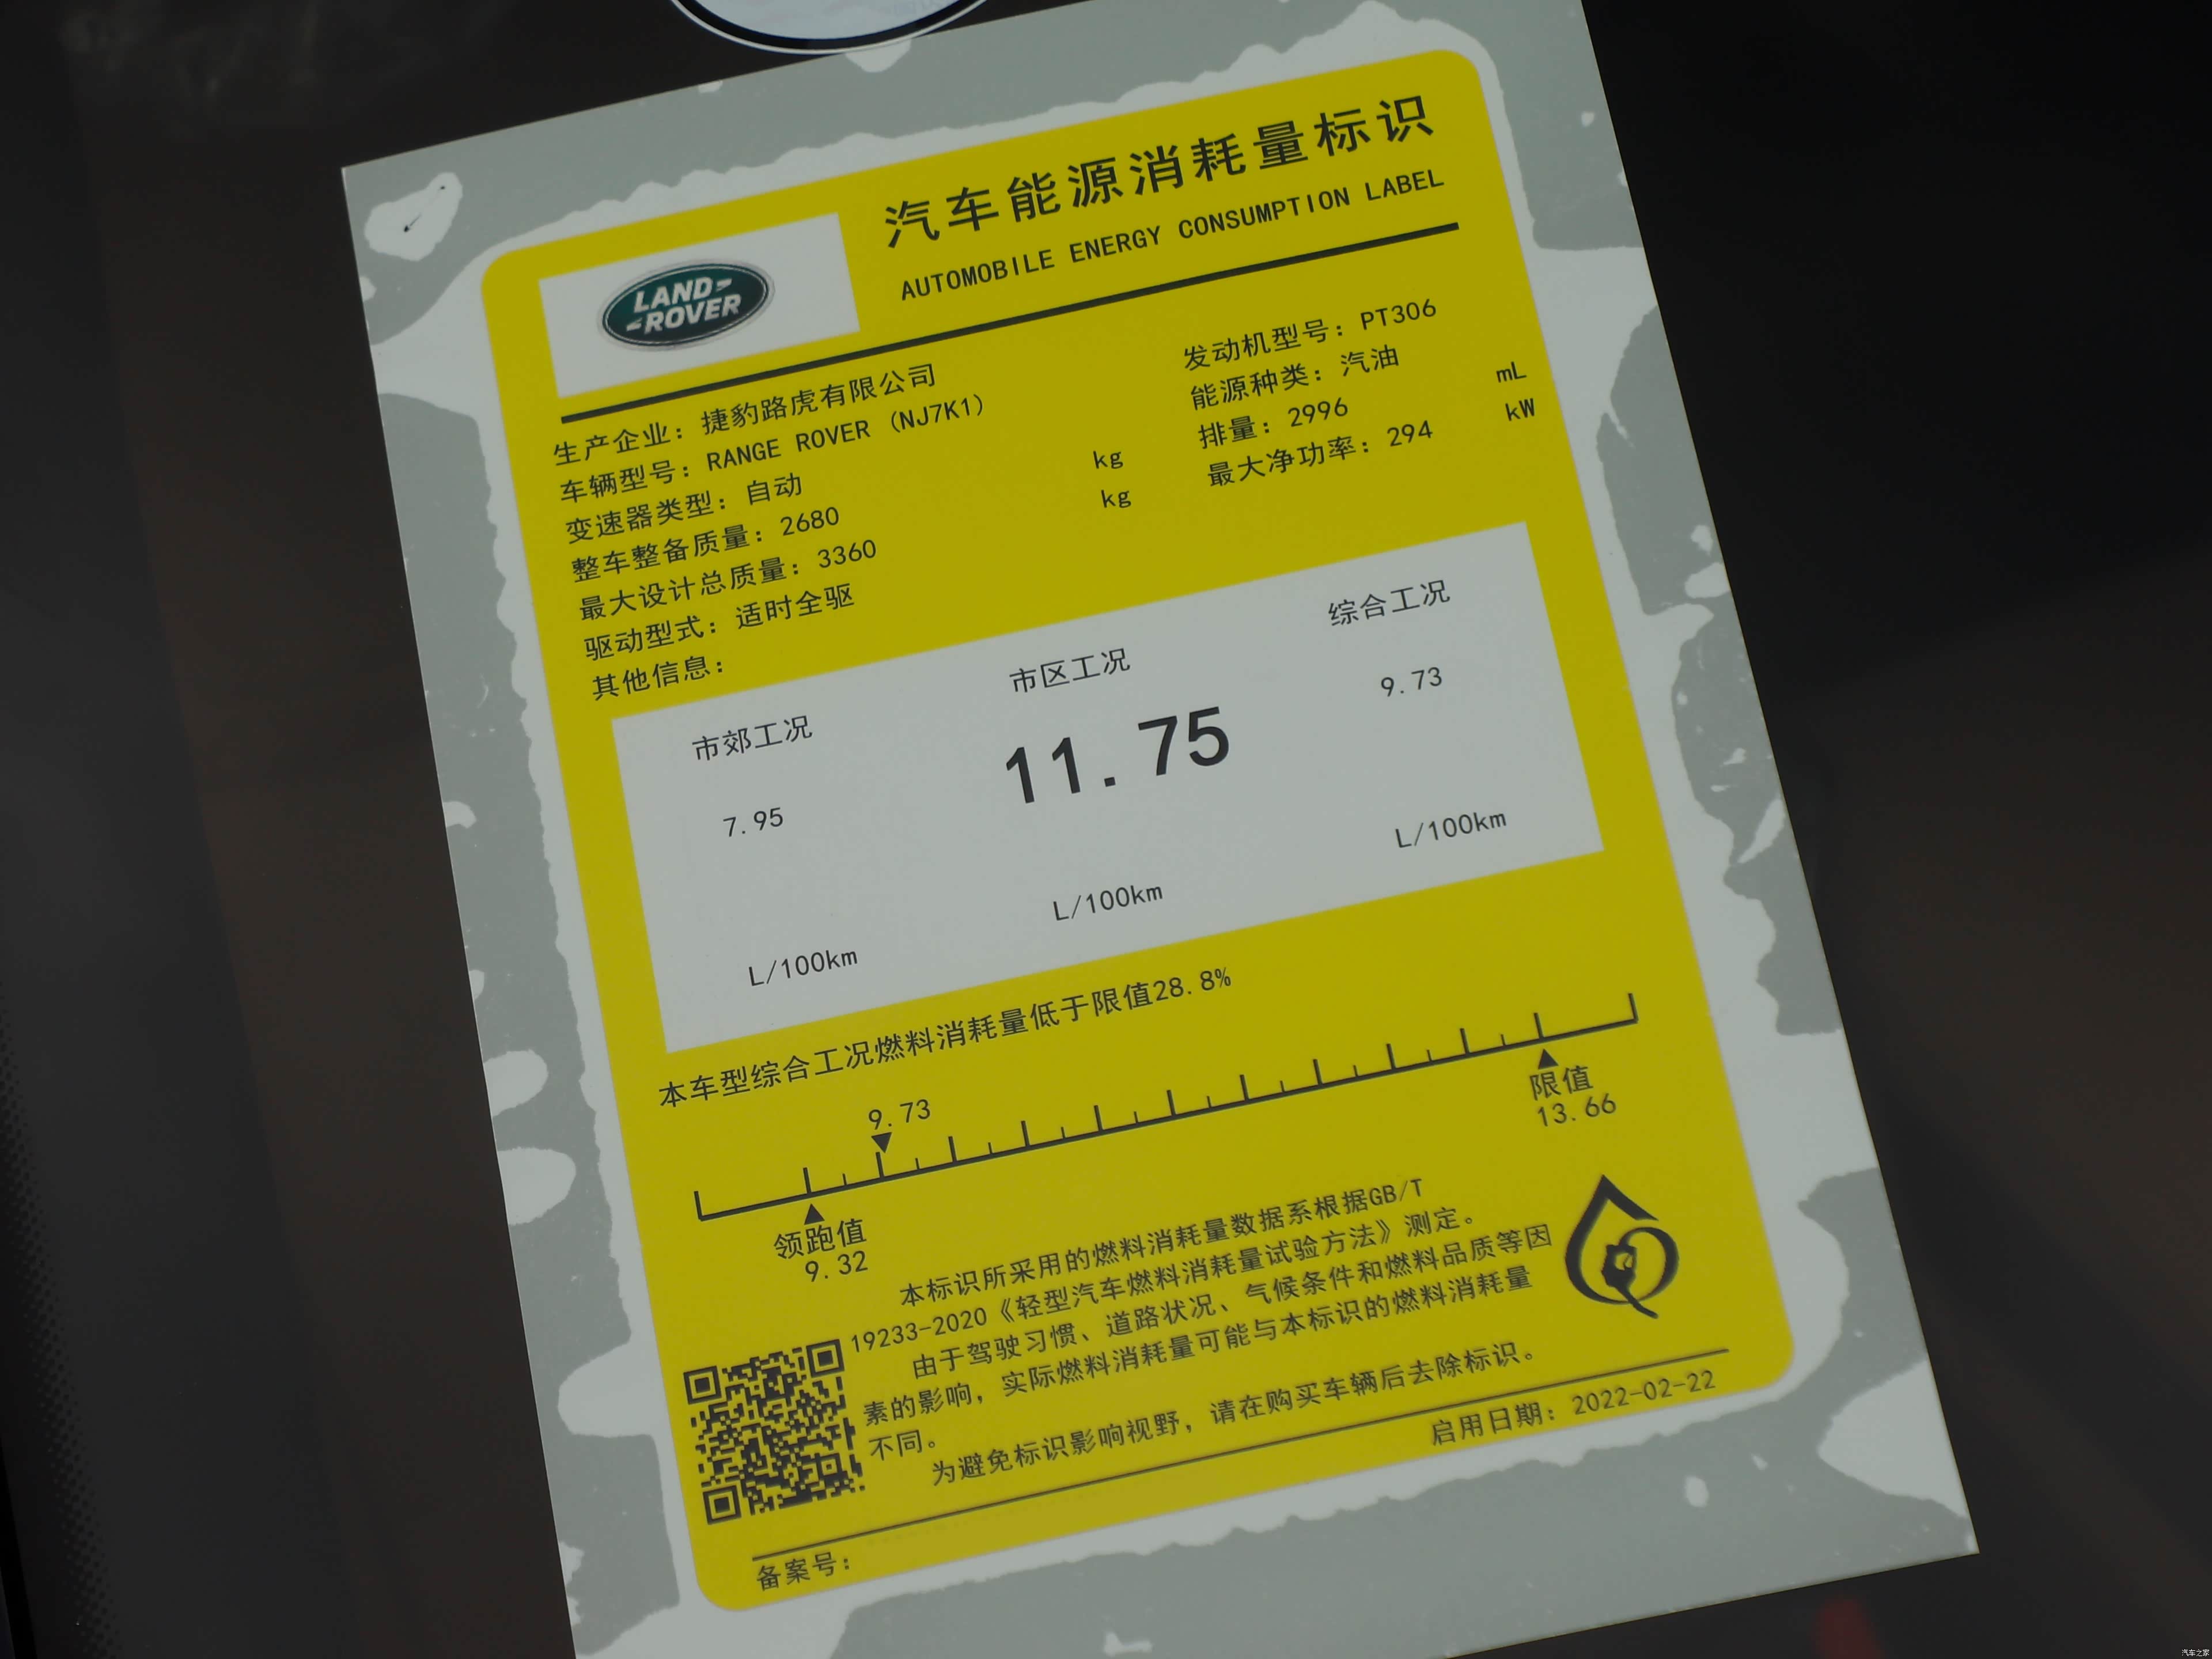 汽车能源消耗量标识
AUTOMOBILE ENERGY CONSUMPTION LABEL
LAND
ROVER
生产企业：捷豹路虎有限公司
车辆型号：RANGE ROVER (NJ7K1)
变速器类型：自动
整车整备质量：2680 kg
最大设计总质量：3360 kg
驱动型式：适时全驱
其他信息：
发动机型号：PT306
能源种类：汽油
排量：2996 mL
最大净功率：294 kW
市郊工况
7.95
L/100km
市区工况
11.75
L/100km
综合工况
9.73
L/100km
本车型综合工况燃料消耗量低于限值28.8%
9.73
领跑值
9.32
限值
13.66
本标识所采用的燃料消耗量数据系根据GB/T
19233-2020《轻型汽车燃料消耗量试验方法》测定。
由于驾驶习惯、道路状况、气候条件和燃料品质等因
素的影响，实际燃料消耗量可能与本标识的燃料消耗量
不同。
为避免标识影响视野，请在购买车辆后去除标识。
启用日期：2022-02-22
备案号：
汽车之家